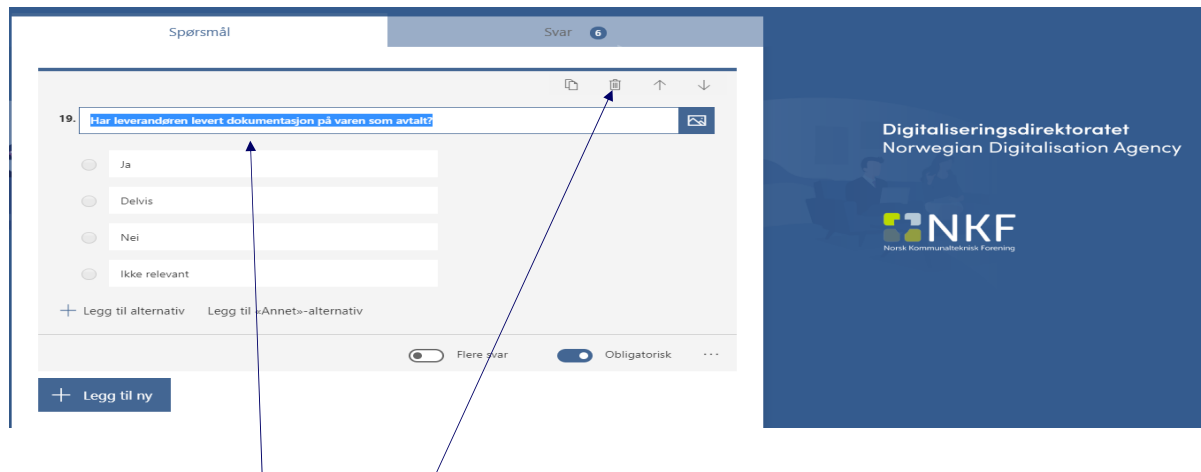 Spørsmål
Svar 6
19. Har leverandøren levert dokumentasjon på varen som avtalt?
Ja
Delvis
Nei
Ikke relevant
Legg til alternativ Legg til «Annet»-alternativ
Flere svar Obligatorisk
Legg til ny
Digitaliseringsdirektoratet
Norwegian Digitalisation Agency
NKF
Norsk Kommunalteknisk Forening